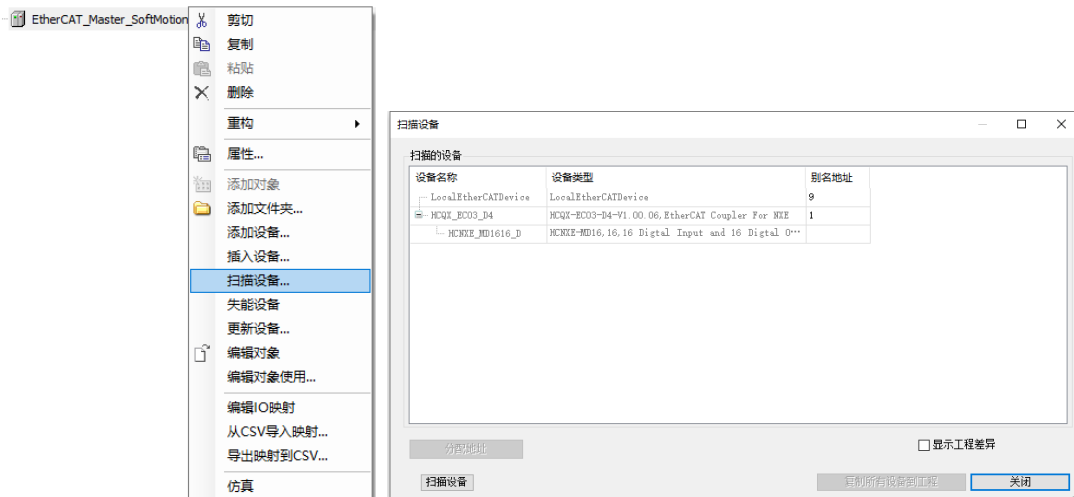 EtherCAT_Master_SoftMotion
剪切
复制
粘贴
删除
重构
属性...
添加对象
添加文件夹...
添加设备...
插入设备...
扫描设备...
失能设备
更新设备...
编辑对象
编辑对象使用...
编辑IO映射
从CSV导入映射...
导出映射到CSV...
仿真
扫描设备
扫描的设备
设备名称 设备类型 别名地址
LocalEtherCATDevice LocalEtherCATDevice 9
HCQX_EC03_D4 HCQX-EC03-D4-V1.00.06,EtherCAT Coupler For NXE 1
HCNXE_MD1616_D HCNXE-MD16,16,16 Digtal Input and 16 Digtal O...
分配地址
显示工程差异
扫描设备
复制所有设备到工程
关闭